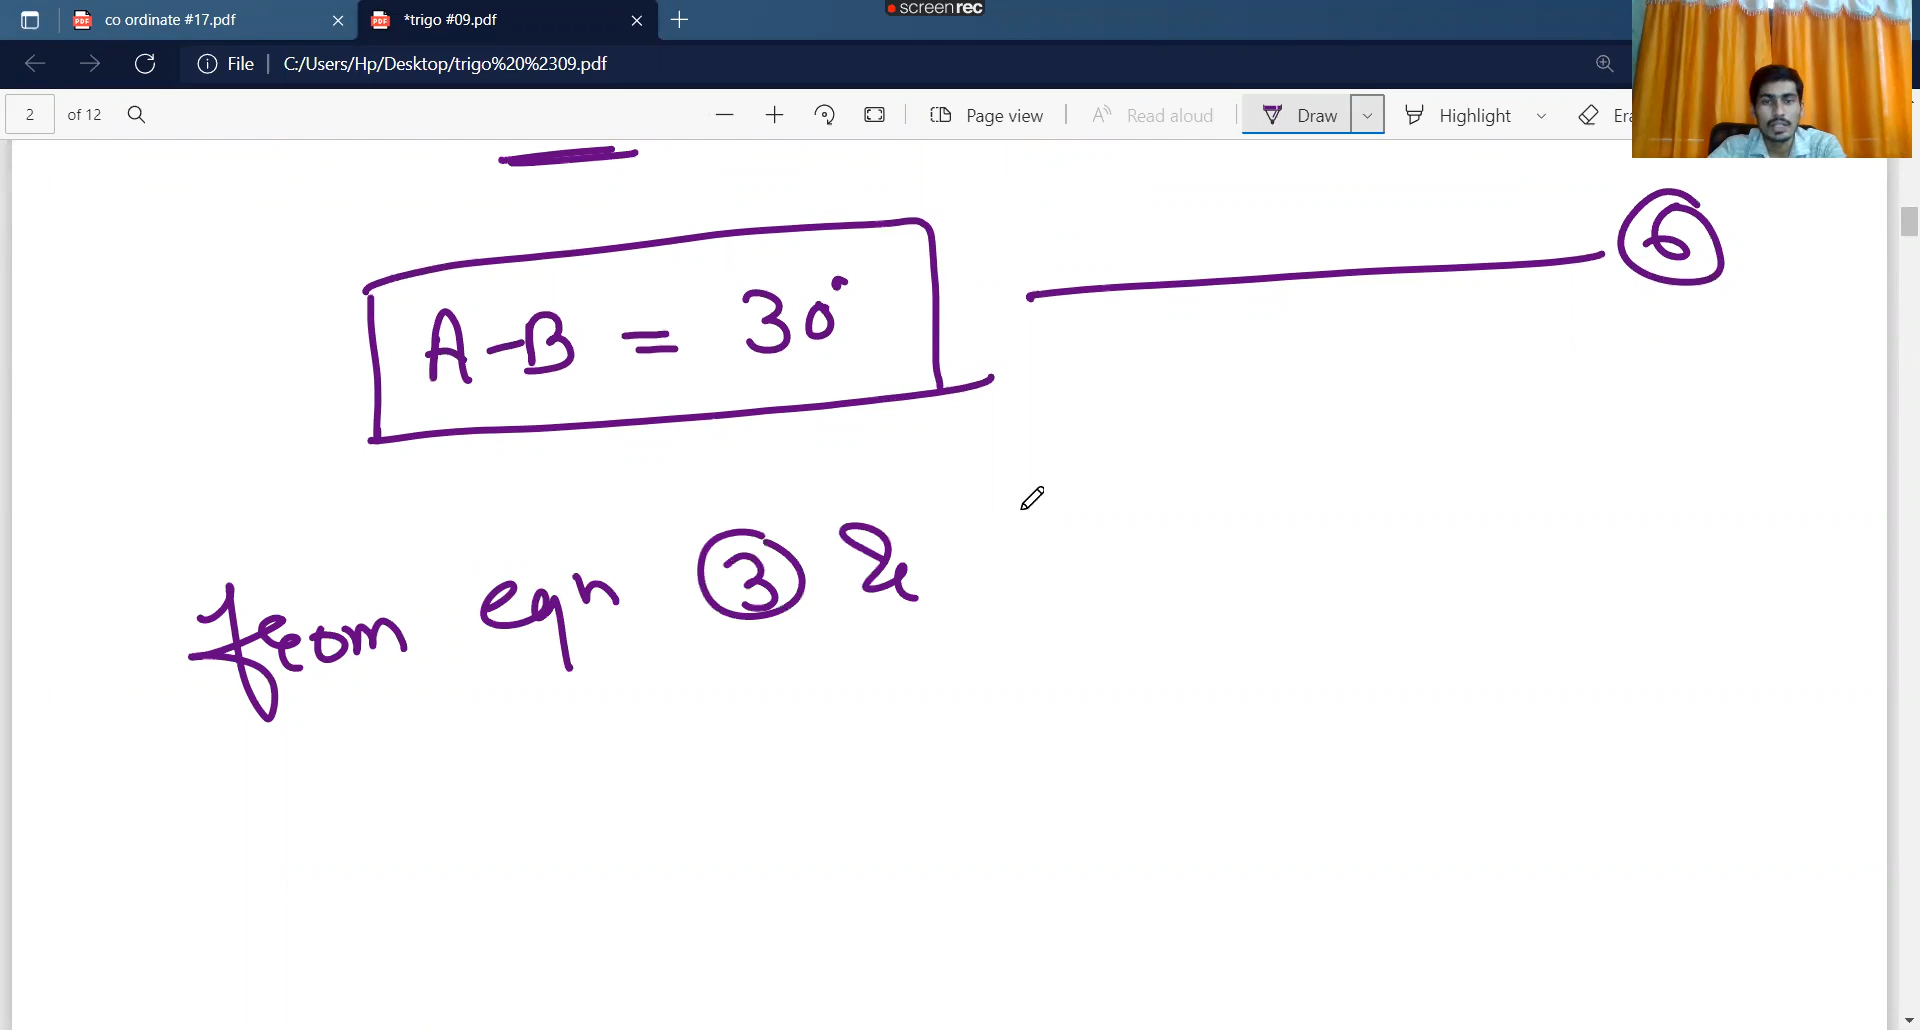 co ordinate #17.pdf
*trigo #09.pdf
screenrec
File
C:/Users/Hp/Desktop/trigo%20%2309.pdf
2 of 12
Page view
Read aloud
Draw
Highlight
A-B = 30° 6
from eqn 3 &